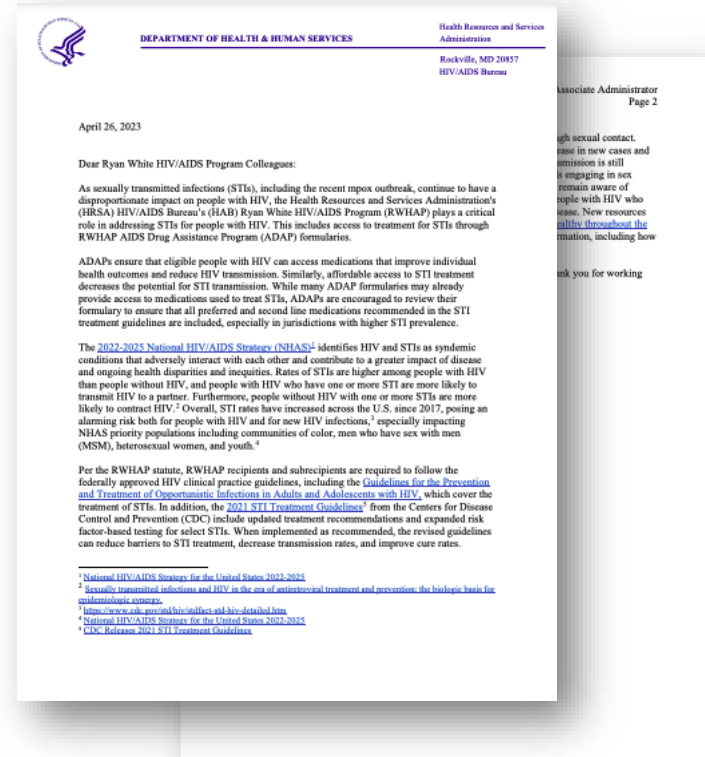 DEPARTMENT OF HEALTH & HUMAN SERVICES
Health Resources and Services
Administration
Rockville, MD 20857
HIV/AIDS Bureau
April 26, 2023
Dear Ryan White HIV/AIDS Program Colleagues:
As sexually transmitted infections (STIs), including the recent mpox outbreak, continue to have a
disproportionate impact on people with HIV, the Health Resources and Services Administration's
(HRSA) HIV/AIDS Bureau's (HAB) Ryan White HIV/AIDS Program (RWHAP) plays a critical
role in addressing STIs for people with HIV. This includes access to treatment for STIs through
RWHAP AIDS Drug Assistance Program (ADAP) formularies.
ADAPs ensure that eligible people with HIV can access medications that improve individual
health outcomes and reduce HIV transmission. Similarly, affordable access to STI treatment
decreases the potential for STI transmission. While many ADAP formularies may already
provide access to medications used to treat STIs, ADAPs are encouraged to review their
formulary to ensure that all preferred and second line medications recommended in the STI
treatment guidelines are included, especially in jurisdictions with higher STI prevalence.
The 2022-2025 National HIV/AIDS Strategy (NHAS)¹ identifies HIV and STIs as syndemic
conditions that adversely interact with each other and contribute to a greater impact of disease
and ongoing health disparities and inequities. Rates of STIs are higher among people with HIV
than people without HIV, and people with HIV who have one or more STI are more likely to
transmit HIV to a partner. Furthermore, people without HIV with one or more STIs are more
likely to contract HIV.² Overall, STI rates have increased across the U.S. since 2017, posing an
alarming risk both for people with HIV and for new HIV infections,³ especially impacting
NHAS priority populations including communities of color, men who have sex with men
(MSM), heterosexual women, and youth.⁴
Per the RWHAP statute, RWHAP recipients and subrecipients are required to follow the
federally approved HIV clinical practice guidelines, including the Guidelines for the Prevention
and Treatment of Opportunistic Infections in Adults and Adolescents with HIV, which cover the
treatment of STIs. In addition, the 2021 STI Treatment Guidelines⁵ from the Centers for Disease
Control and Prevention (CDC) include updated treatment recommendations and expanded risk
factor-based testing for select STIs. When implemented as recommended, the revised guidelines
can reduce barriers to STI treatment, decrease transmission rates, and improve cure rates.
¹ National HIV/AIDS Strategy for the United States 2022-2025
² Sexually transmitted infections and HIV in the era of antiretroviral treatment and prevention: the biologic basis for
epidemiologic synergy.
³ https://www.cdc.gov/std/hiv/stdfact-std-hiv-detailed.htm
⁴ National HIV/AIDS Strategy for the United States 2022-2025
⁵ CDC Releases 2021 STI Treatment Guidelines
Associate Administrator
Page 2
gh sexual contact.
ease in new cases and
smission is still
s engaging in sex
remain aware of
ople with HIV who
ease. New resources
ealthy throughout the
rmation, including how
ank you for working